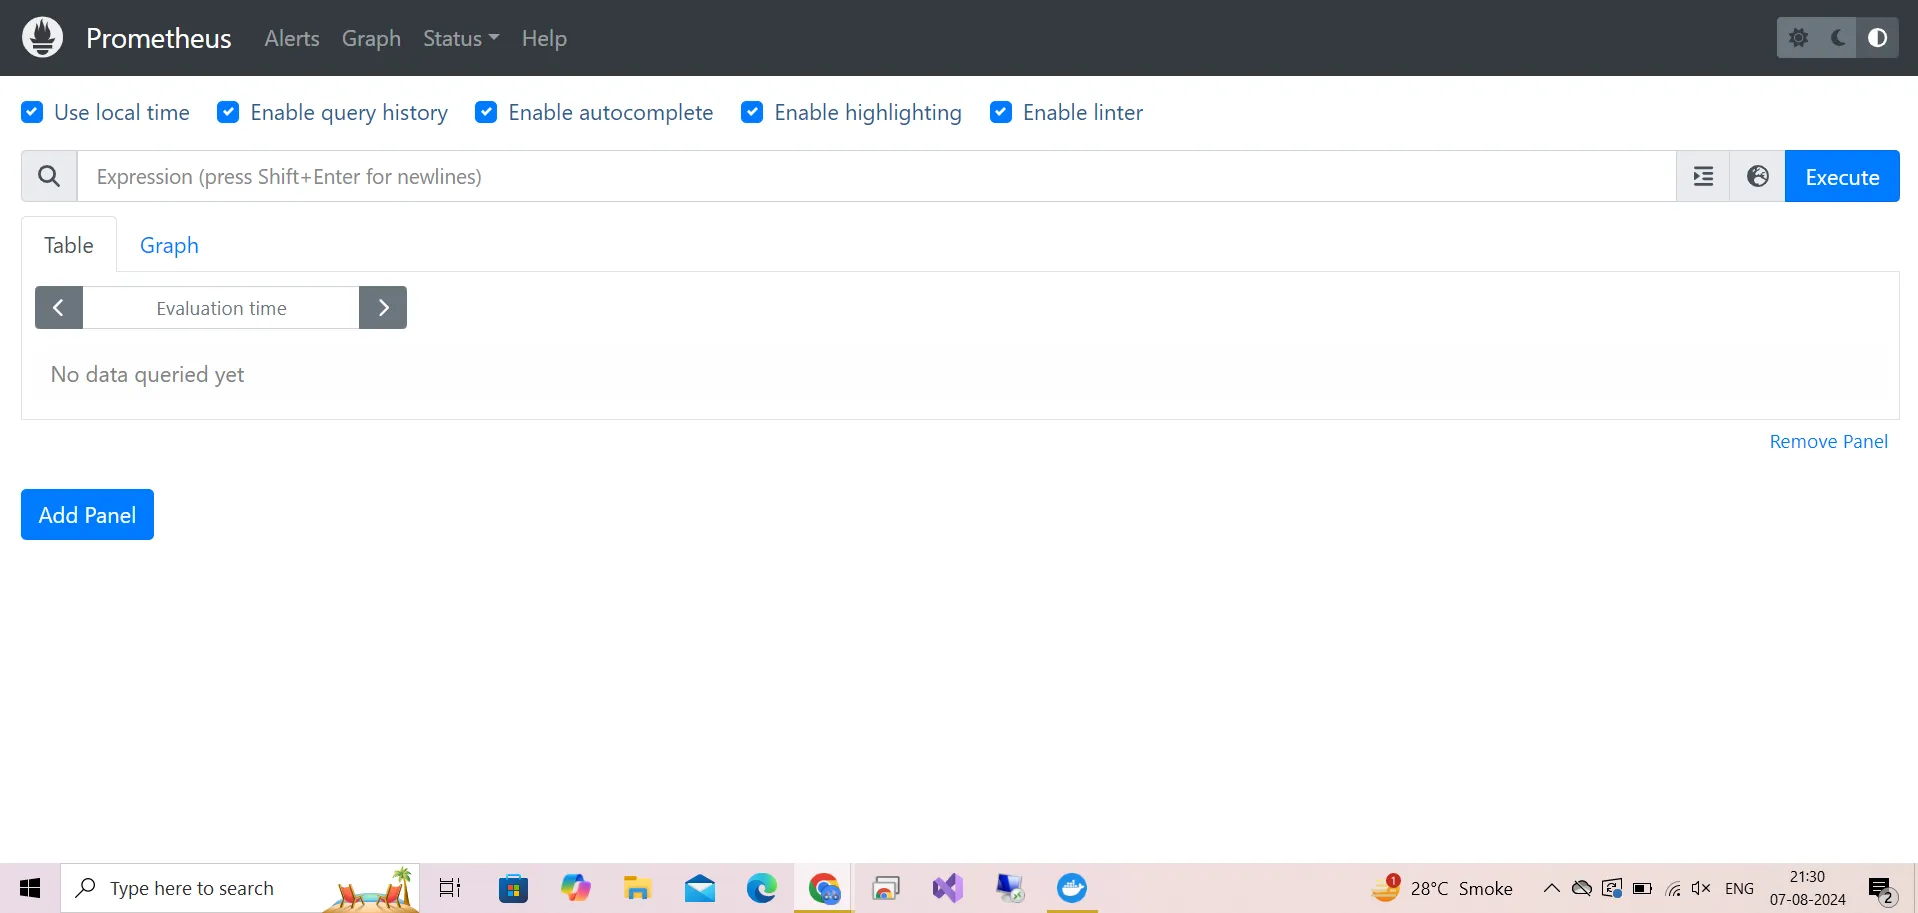 Prometheus Alerts Graph Status Help
Use local time Enable query history Enable autocomplete Enable highlighting Enable linter
Expression (press Shift+Enter for newlines) Execute
Table Graph
Evaluation time
No data queried yet
Remove Panel
Add Panel
Type here to search 1 28°C Smoke ENG 21:30
07-08-2024 2